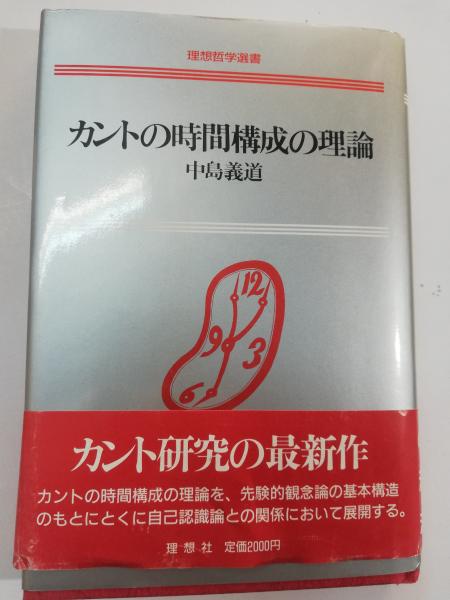 理想哲学選書
カントの時間構成の理論
中島義道
12
9
3
6
カント研究の最新作
カントの時間構成の理論を、先験的観念論の基本構造
のもとにとくに自己認識論との関係において展開する。
理想社 定価2000円